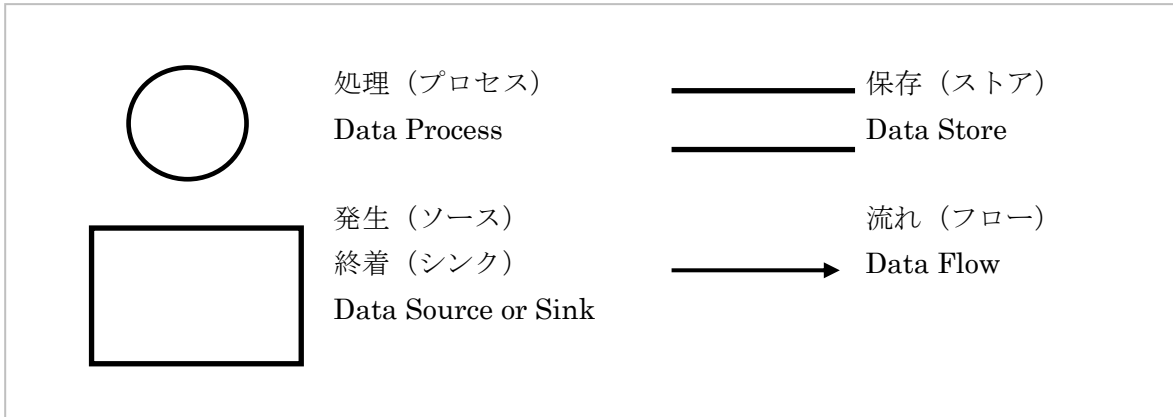 処理（プロセス）
Data Process
保存（ストア）
Data Store
発生（ソース）
終着（シンク）
Data Source or Sink
流れ（フロー）
Data Flow